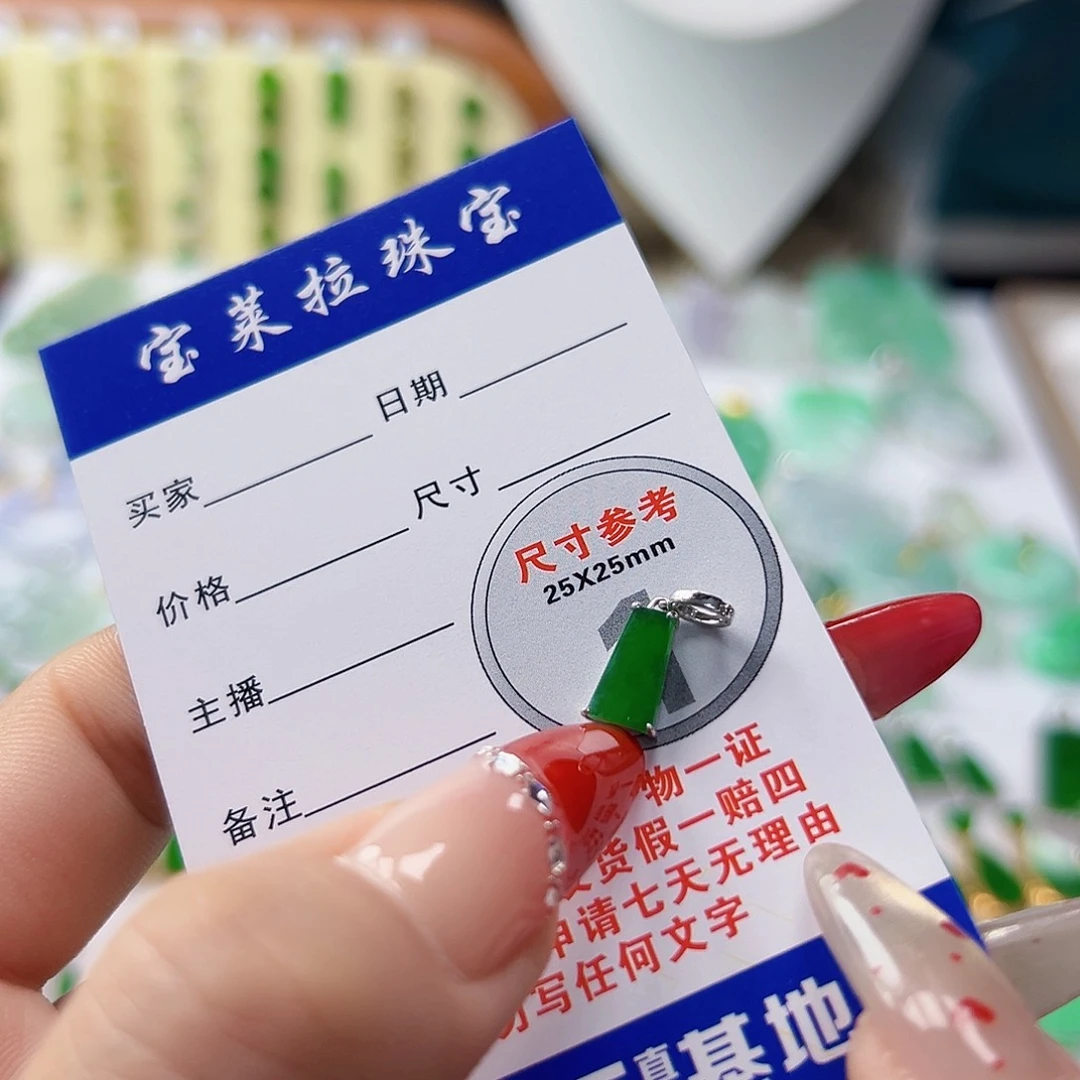 宝莱拉珠宝
买家 日期
价格 尺寸
主播
备注
尺寸参考
25X25mm
1
物一证
货假一赔四
申请七天无理由
写任何文字
真
基地